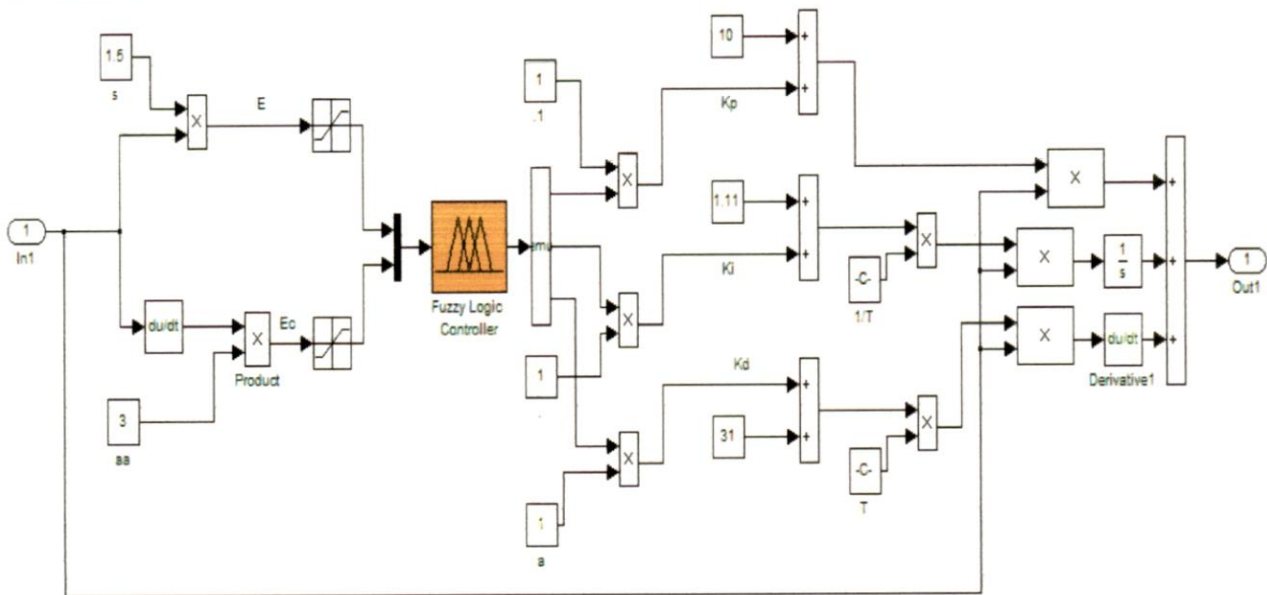 1.5
s
X
E
1
In1
du/dt
X
Ec
Product
3
aa
Fuzzy Logic
Controller
emu
1
.1
X
10
+
+
Kp
1.11
+
+
Ki
X
1
.
-C-
1/T
X
Kd
+
+
31
X
1
a
-C-
T
X
X
X
1
s
X
du/dt
Derivative1
+
+
+
1
Out1